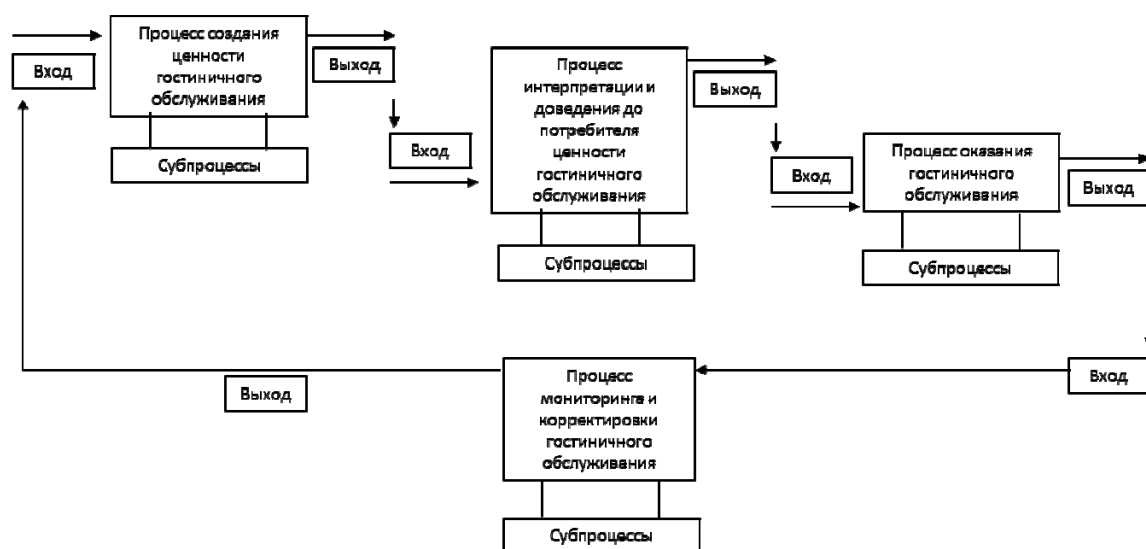 Процесс создания
ценности
гостиничного
обслуживания
Вход
Выход
Субпроцессы
Процесс
интерпретации и
доведения до
потребителя
ценности
гостиничного
обслуживания
Вход
Выход
Субпроцессы
Процесс оказания
гостиничного
обслуживания
Вход
Выход
Субпроцессы
Вход
Процесс
мониторинга и
корректировки
гостиничного
обслуживания
Выход
Субпроцессы